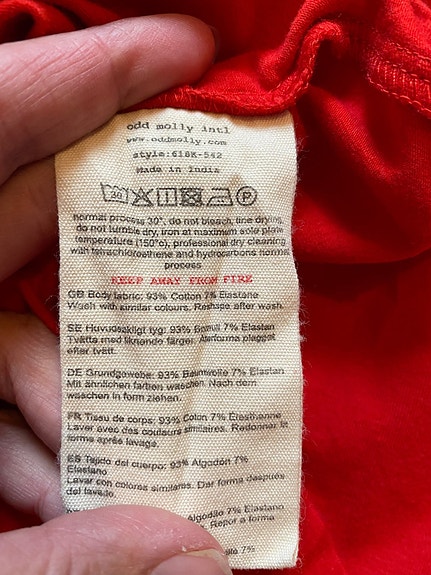 odd molly intl
www.oddmolly.com
style:618K-542
Made in India
30 P
normal process 30°, do not bleach, line drying,
do not tumble dry, iron at maximum sole plate
temperature (150°c), professional dry cleaning
with tetrachloroethene and hydrocarbons normal
process
KEEP AWAY FROM FIRE
GB Body fabric: 93% Cotton 7% Elastane
Wash with similar colours. Reshape after wash.
SE Huvudsakligt tyg: 93% Bomull 7% Elastan
Tvätta med liknande färger. Återforma plagget
efter tvätt.
DE Grundgewebe: 93% Baumwolle 7% Elastan
Mit ähnlichen farben waschen. Nach dem
waschen in form ziehen.
FR Tissu de corps: 93% Coton 7% Elesthanne
Laver avec des couleurs similaires. Redonner la
forme après lavage.
ES Tejido del cuerpo: 93% Algodón 7%
Elastano
Lavar con colores similares. Dar forma después
del lavado.
Algodão 7% Elastano
. Repor a forma
7%